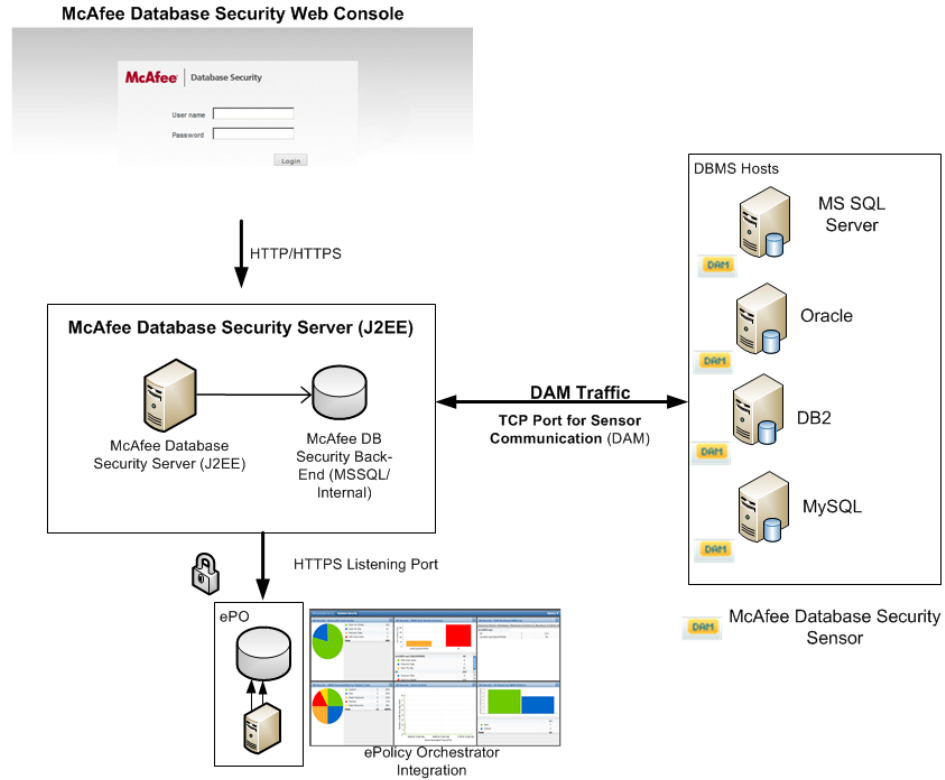 McAfee Database Security Web Console
McAfee Database Security
User name
Password
Login
HTTP/HTTPS
McAfee Database Security Server (J2EE)
McAfee Database
Security Server (J2EE)
McAfee DB
Security Back-
End (MSSQL/
Internal)
DAM Traffic
TCP Port for Sensor
Communication (DAM)
DBMS Hosts
MS SQL
Server
DAM
Oracle
DAM
DB2
DAM
MySQL
DAM
DAM
McAfee Database Security
Sensor
HTTPS Listening Port
ePO
ePolicy Orchestrator
Integration